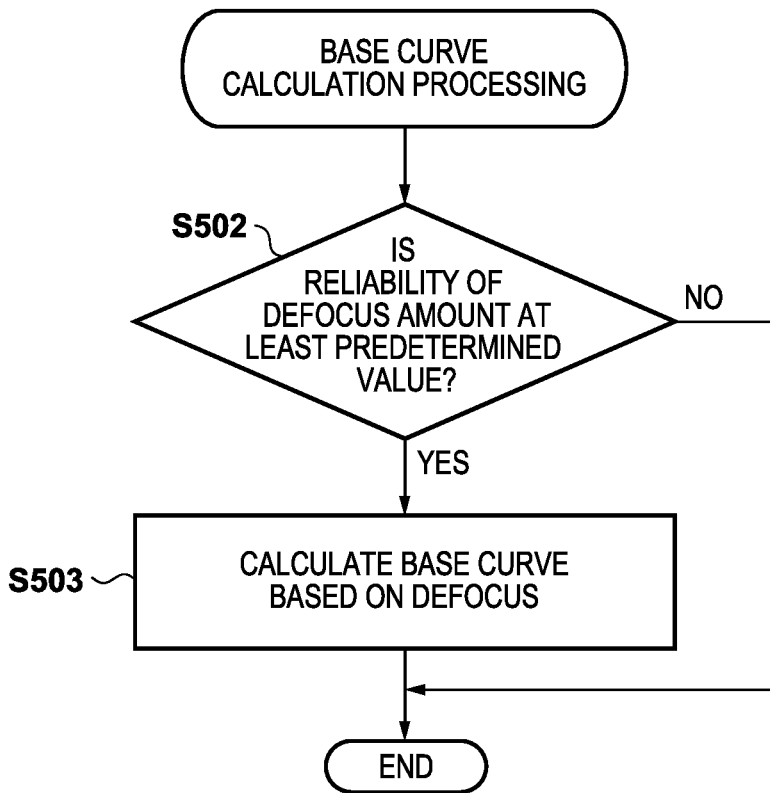 BASE CURVE
CALCULATION PROCESSING
S502
IS
RELIABILITY OF
DEFOCUS AMOUNT AT
LEAST PREDETERMINED
VALUE?
NO
YES
S503
CALCULATE BASE CURVE
BASED ON DEFOCUS
END